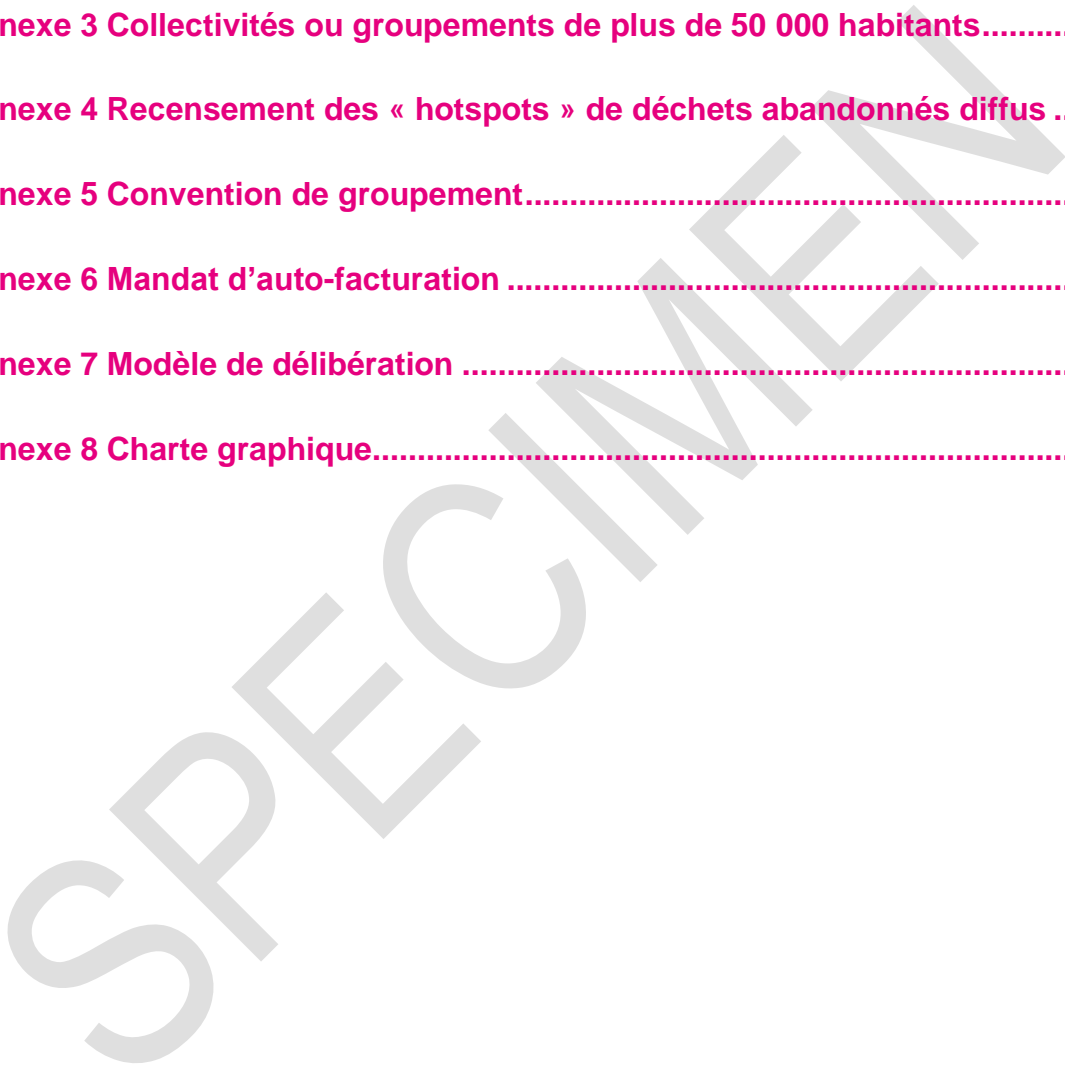 nexe 3 Collectivités ou groupements de plus de 50 000 habitants..........
nexe 4 Recensement des « hotspots » de déchets abandonnés diffus ..
nexe 5 Convention de groupement.............................................................
nexe 6 Mandat d’auto-facturation ...............................................................
nexe 7 Modèle de délibération ....................................................................
nexe 8 Charte graphique..............................................................................
SPECIMEN